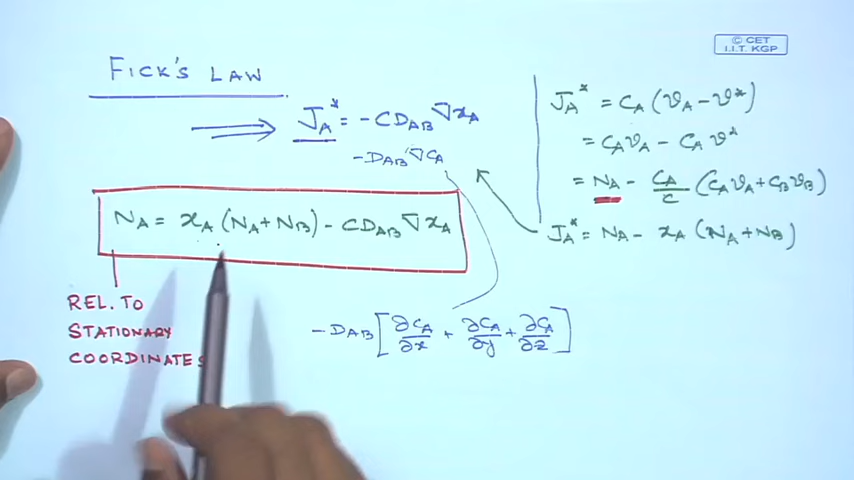 © CET
I.I.T. KGP
FICK'S LAW
⟹ J_A* = -CD_AB ∇x_A
-D_AB ∇C_A
N_A = x_A (N_A + N_B) - CD_AB ∇x_A
REL. TO
STATIONARY
COORDINATES
-D_AB [∂C_A/∂x + ∂C_A/∂y + ∂C_A/∂z]
J_A* = C_A (v_A - v*)
= C_A v_A - C_A v*
= N_A - C_A/C (C_A v_A + C_B v_B)
J_A* = N_A - x_A (N_A + N_B)